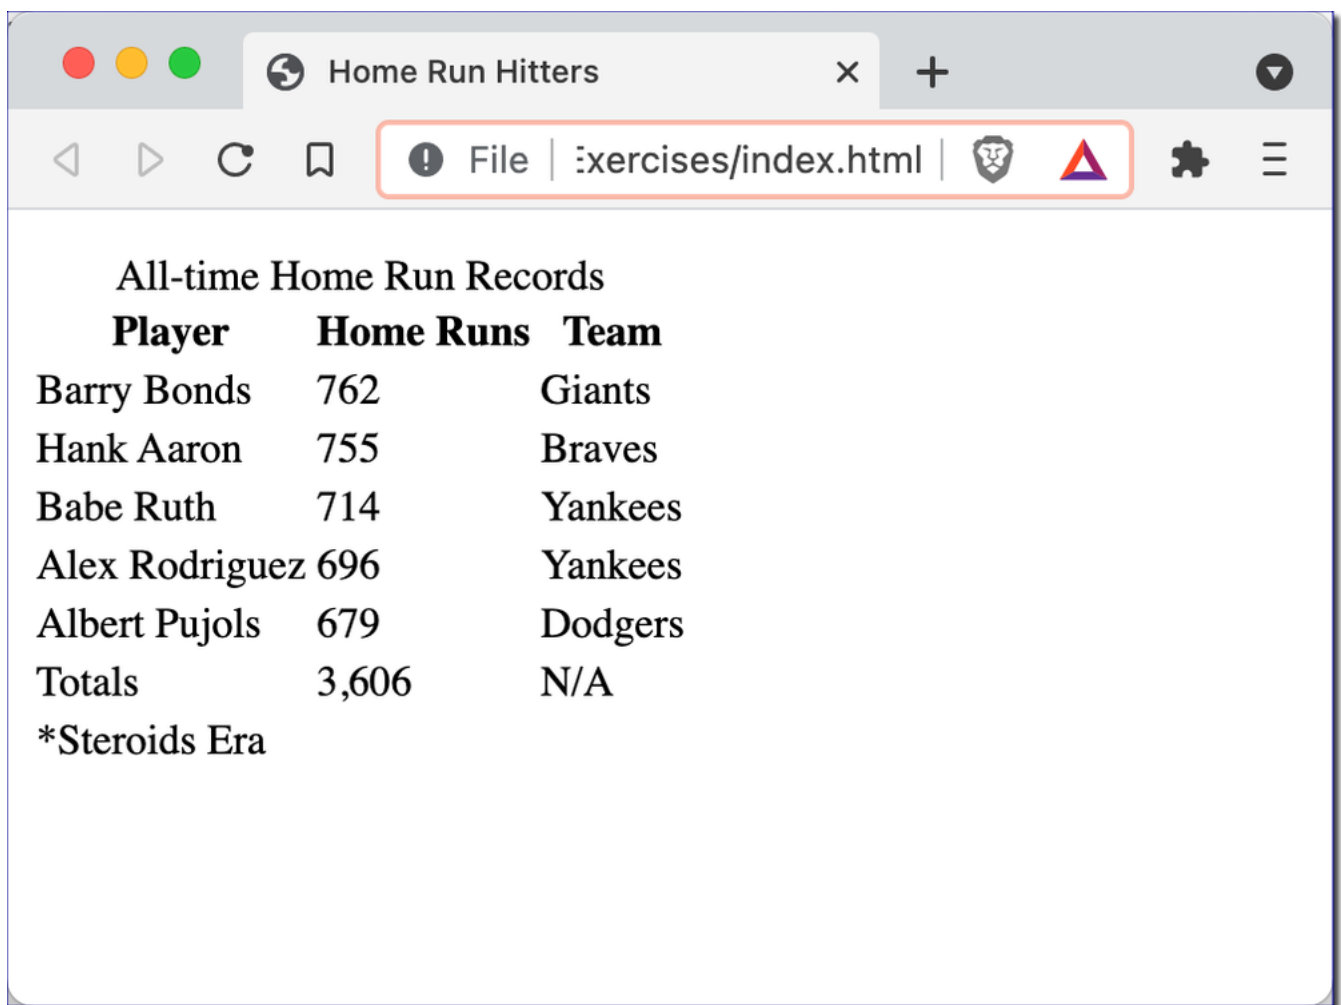 Home Run Hitters
File Exercises/index.html
All-time Home Run Records
Player Home Runs Team
Barry Bonds 762 Giants
Hank Aaron 755 Braves
Babe Ruth 714 Yankees
Alex Rodriguez 696 Yankees
Albert Pujols 679 Dodgers
Totals 3,606 N/A
*Steroids Era